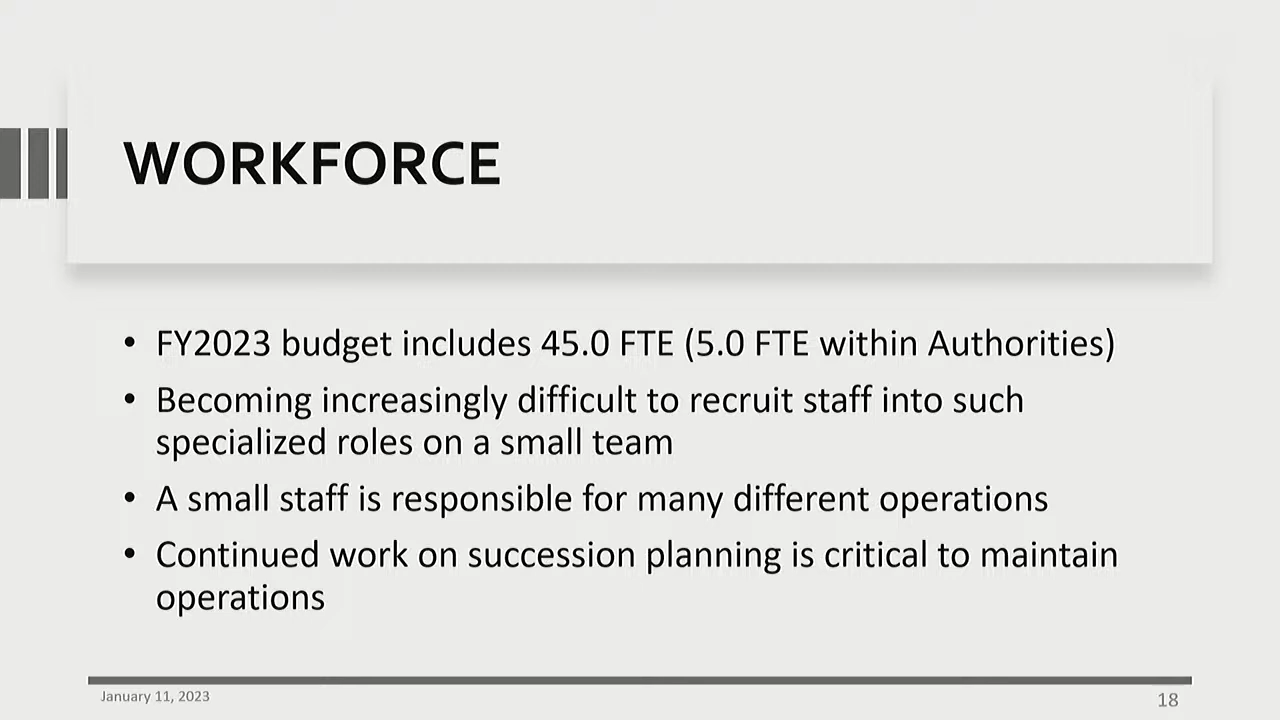 WORKFORCE
• FY2023 budget includes 45.0 FTE (5.0 FTE within Authorities)
• Becoming increasingly difficult to recruit staff into such
specialized roles on a small team
• A small staff is responsible for many different operations
• Continued work on succession planning is critical to maintain
operations
January 11, 2023
18